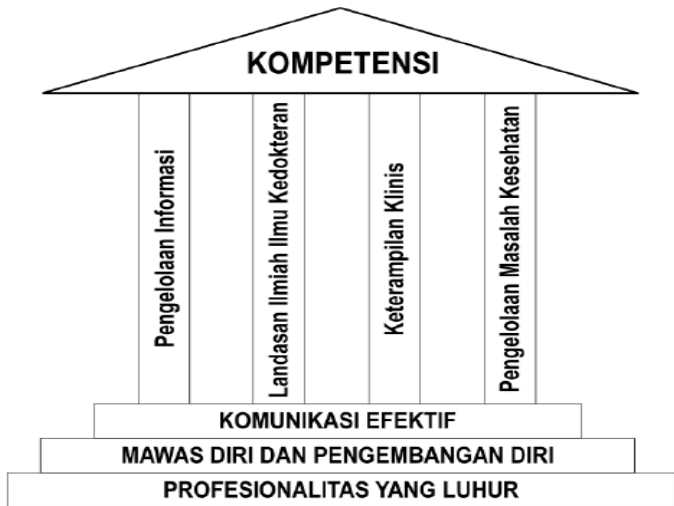 KOMPETENSI
Pengelolaan Informasi
Landasan Ilmiah Ilmu Kedokteran
Keterampilan Klinis
Pengelolaan Masalah Kesehatan
KOMUNIKASI EFEKTIF
MAWAS DIRI DAN PENGEMBANGAN DIRI
PROFESIONALITAS YANG LUHUR